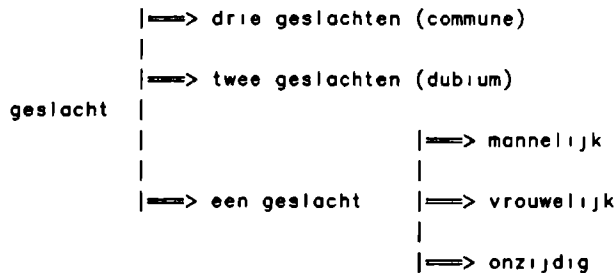 drie geslachten (commune)
twee geslachten (dubium)
geslacht
mannelijk
een geslacht
vrouwelijk
onzijdig